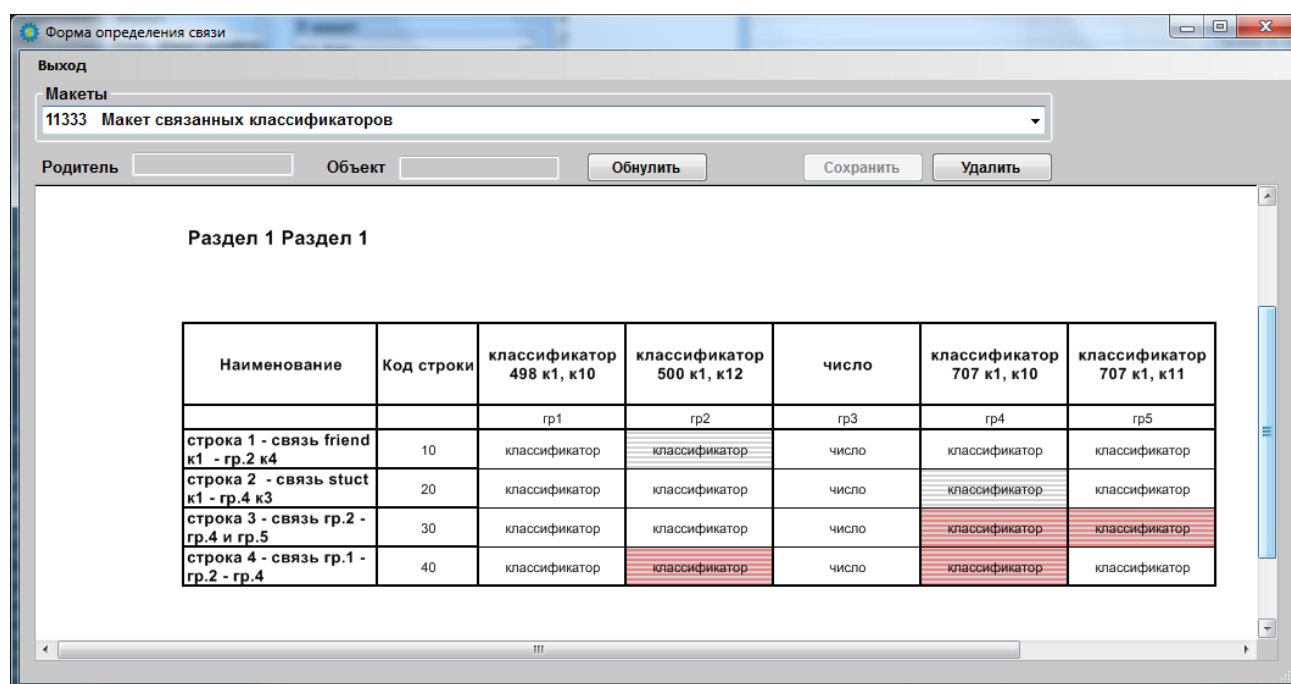 Форма определения связи
Выход
Макеты
11333 Макет связанных классификаторов
Родитель Объект Обнулить Сохранить Удалить
Раздел 1 Раздел 1
Наименование Код строки классификатор 498 к1, к10 классификатор 500 к1, к12 число классификатор 707 к1, к10 классификатор 707 к1, к11
гр1 гр2 гр3 гр4 гр5
строка 1 - связь friend
к1 - гр.2 к4 10 классификатор классификатор число классификатор классификатор
строка 2 - связь stuct
к1 - гр.4 к3 20 классификатор классификатор число классификатор классификатор
строка 3 - связь гр.2 -
гр.4 и гр.5 30 классификатор классификатор число классификатор классификатор
строка 4 - связь гр.1 -
гр.2 - гр.4 40 классификатор классификатор число классификатор классификатор